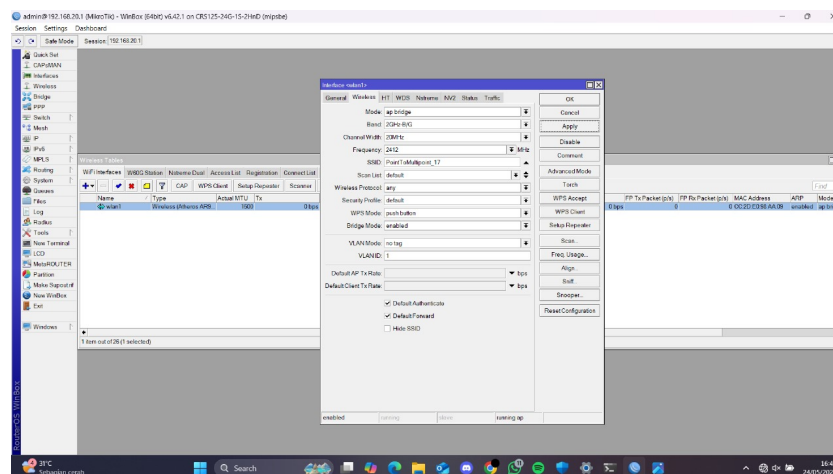 admin@192.168.20.1 (MikroTik) - WinBox (64bit) v6.42.1 on CRS125-24G-1S-2HnD (mipsbe)
Session Settings Dashboard
Safe Mode Session: 192.168.20.1
Quick Set
CAPsMAN
Interfaces
Wireless
Bridge
PPP
Switch
Mesh
IP
IPv6
MPLS
Routing
System
Queues
Files
Log
Radius
Tools
New Terminal
LCD
MetaROUTER
Partition
Make Supout.rif
New WinBox
Exit
Windows
RouterOS WinBox
Wireless Tables
WiFi Interfaces W60G Station Nstreme Dual Access List Registration Connect List
CAP WPS Client Setup Repeater Scanner
Find
Name Type Actual MTU Tx
FP Tx Packet (p/s) FP Rx Packet (p/s) MAC Address ARP Mode
wlan1 Wireless (Atheros AR9... 1500 0 bps
0 bps 0 enabled ap bri
1 item out of 26 (1 selected)
Interface <wlan1>
General Wireless HT WDS Nstreme NV2 Status Traffic
Mode: ap bridge
Band: 2GHz-B/G
Channel Width: 20MHz
Frequency: 2412 MHz
SSID: PointToMultipoint_17
Scan List: default
Wireless Protocol: any
Security Profile: default
WPS Mode: push button
Bridge Mode: enabled
VLAN Mode: no tag
VLAN ID: 1
Default AP Tx Rate: bps
Default Client Tx Rate: bps
Default Authenticate
Default Forward
Hide SSID
OK
Cancel
Apply
Disable
Comment
Advanced Mode
Torch
WPS Accept
WPS Client
Setup Repeater
Scan...
Freq. Usage...
Align...
Sniff...
Snooper...
Reset Configuration
enabled running slave running ap
31°C
Sebagian cerah
Search
16:4
24/05/202